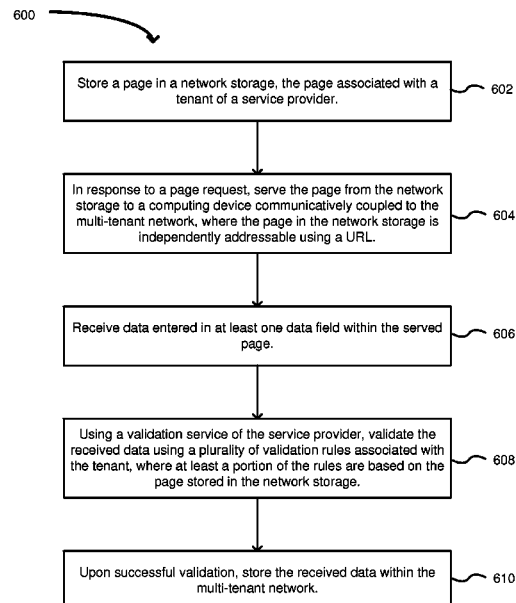 600
Store a page in a network storage, the page associated with a
tenant of a service provider.
602
In response to a page request, serve the page from the network
storage to a computing device communicatively coupled to the
multi-tenant network, where the page in the network storage is
independently addressable using a URL.
604
Receive data entered in at least one data field within the served
page.
606
Using a validation service of the service provider, validate the
received data using a plurality of validation rules associated with
the tenant, where at least a portion of the rules are based on the
page stored in the network storage.
608
Upon successful validation, store the received data within the
multi-tenant network.
610